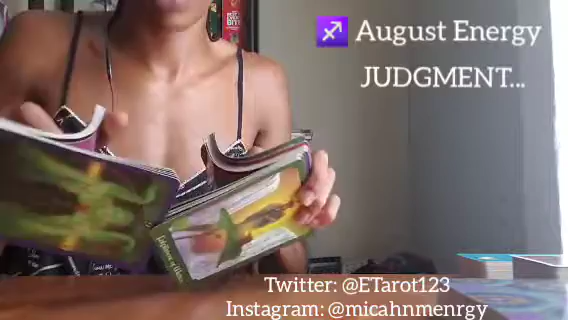 ♐ August Energy
JUDGMENT...
Twitter: @ETarot123
Instagram: @micahnmenrgy